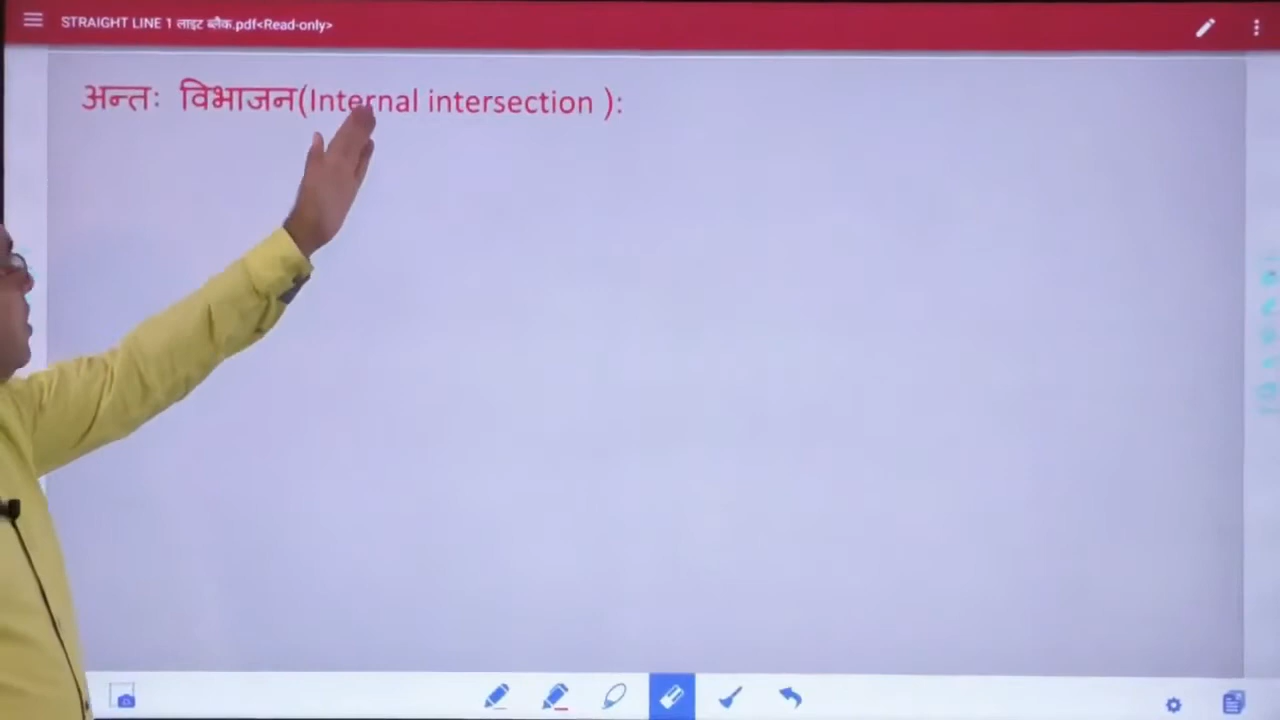 STRAIGHT LINE 1 लाइट ब्लैक.pdf<Read-only>
अन्तः विभाजन(Internal intersection ):